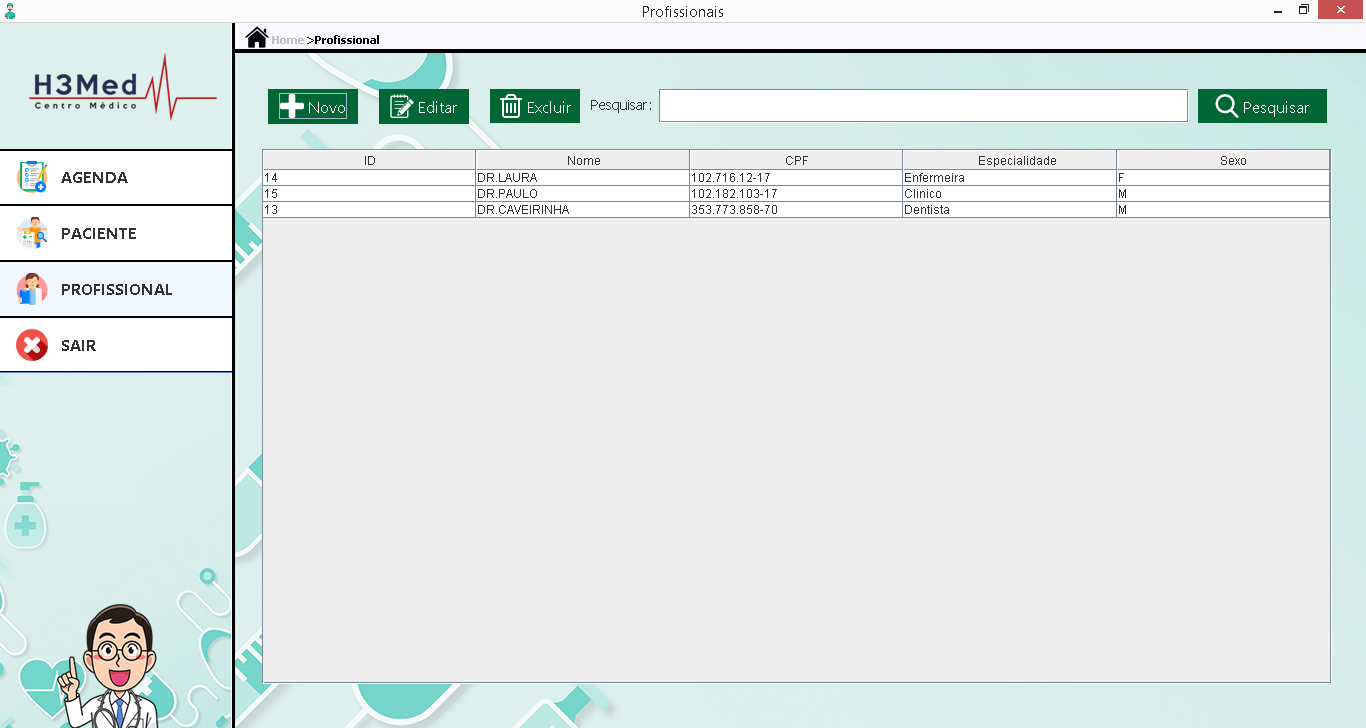 Profissionais
H3Med
Centro Médico
Home >Profissional
Novo Editar Excluir Pesquisar: Pesquisar
AGENDA
PACIENTE
PROFISSIONAL
SAIR
ID Nome CPF Especialidade Sexo
14 DR.LAURA 102.716.12-17 Enfermeira F
15 DR.PAULO 102.182.103-17 Clinico M
13 DR.CAVEIRINHA 353.773.858-70 Dentista M